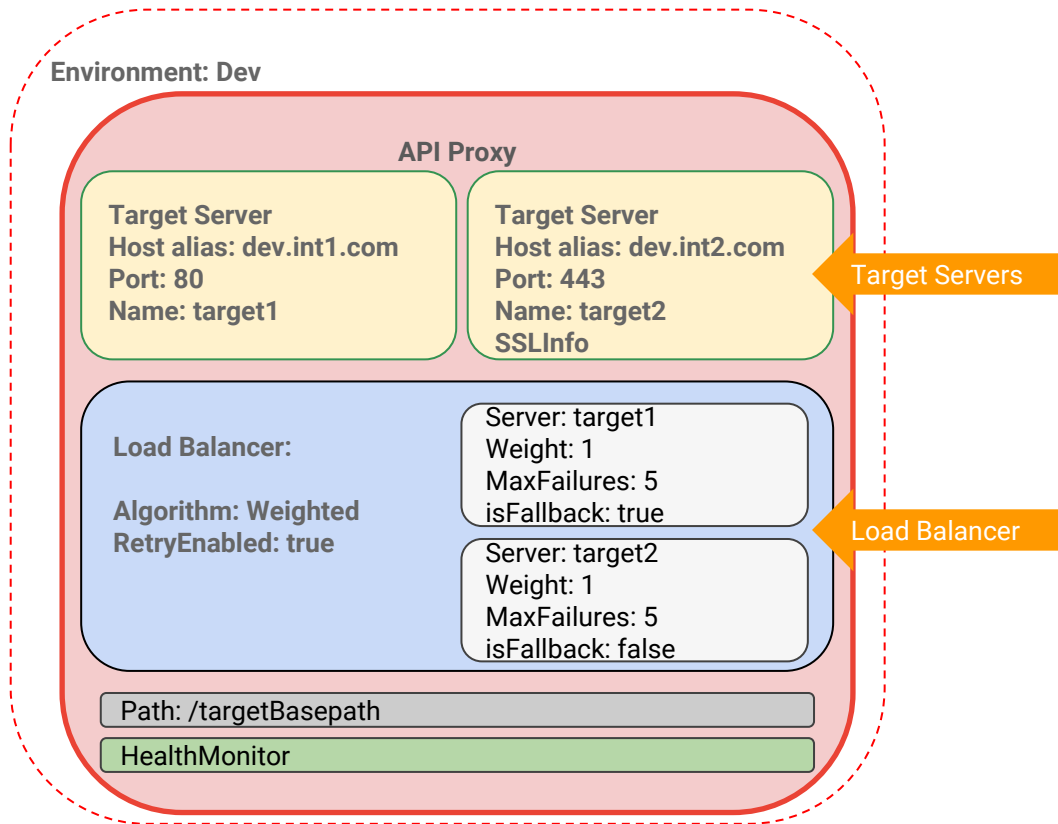 Environment: Dev
API Proxy
Target Server
Host alias: dev.int1.com
Port: 80
Name: target1
Target Server
Host alias: dev.int2.com
Port: 443
Name: target2
SSLInfo
Target Servers
Load Balancer:
Algorithm: Weighted
RetryEnabled: true
Server: target1
Weight: 1
MaxFailures: 5
isFallback: true
Server: target2
Weight: 1
MaxFailures: 5
isFallback: false
Load Balancer
Path: /targetBasepath
HealthMonitor